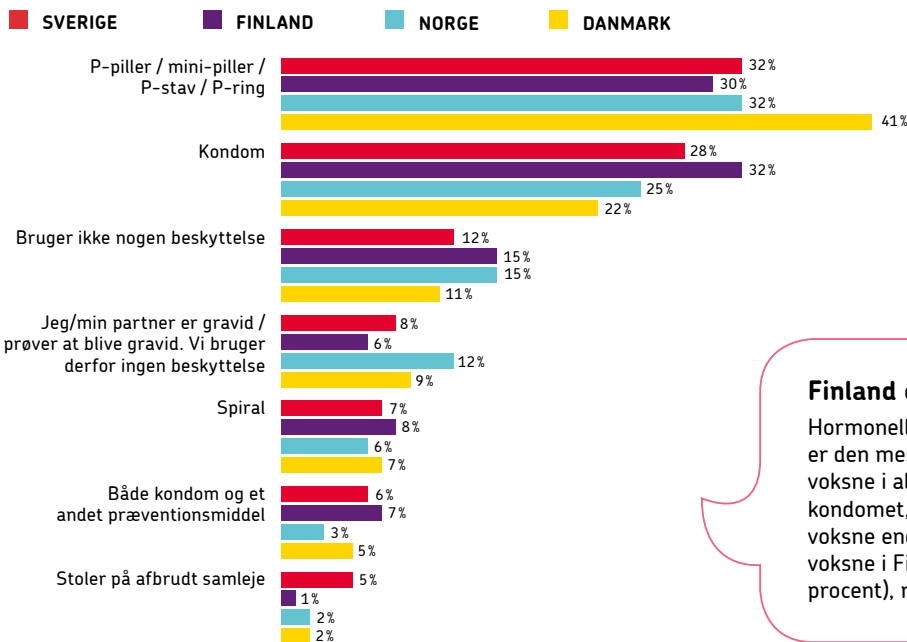 SVERIGE FINLAND NORGE DANMARK
P-piller / mini-piller /
P-stav / P-ring
32%
30%
32%
41%
Kondom
28%
32%
25%
22%
Bruger ikke nogen beskyttelse
12%
15%
15%
11%
Jeg/min partner er gravid /
prøver at blive gravid. Vi bruger
derfor ingen beskyttelse
8%
6%
12%
9%
Spiral
7%
8%
6%
7%
Både kondom og et
andet præventionsmiddel
6%
7%
3%
5%
Stoler på afbrudt samleje
5%
1%
2%
2%
Finland
Hormonell
er den
voksne i
kondomet,
voksne
voksne i
procent),